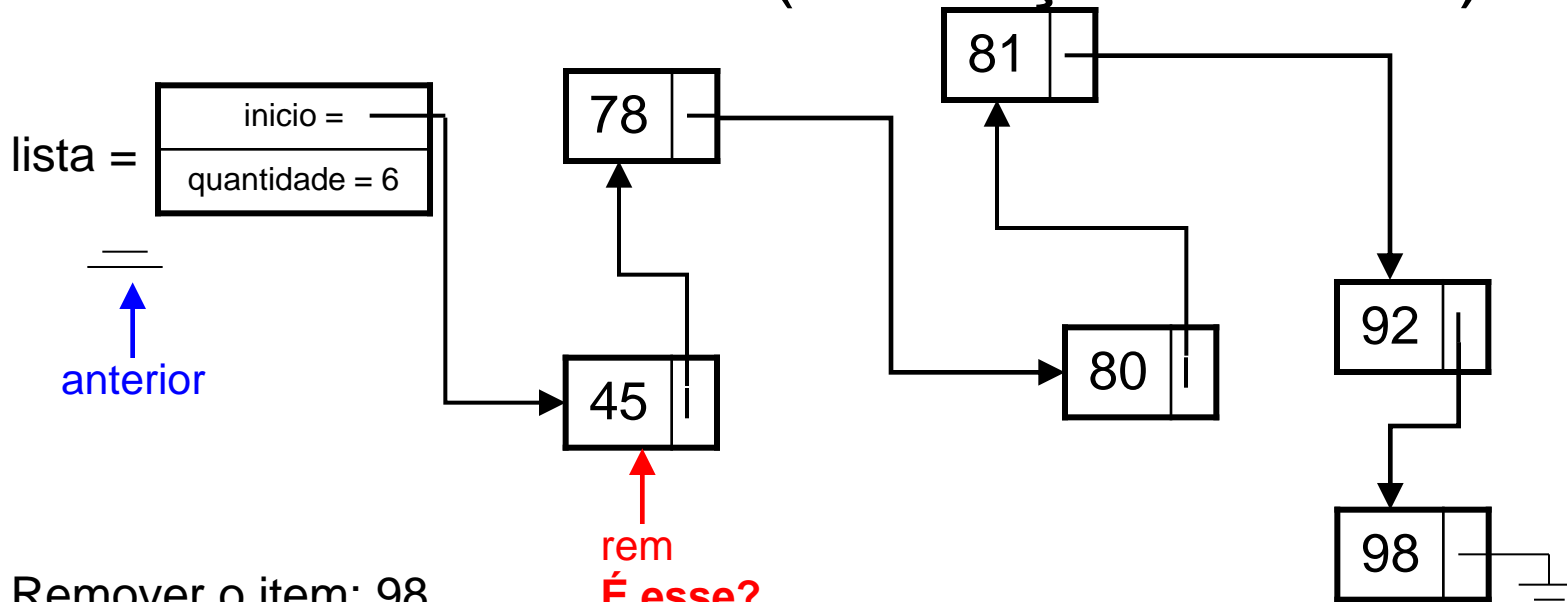 81
78
inicio =
lista =
quantidade = 6
92
80
anterior
45
rem
98
Remover o item: 98
É esse?